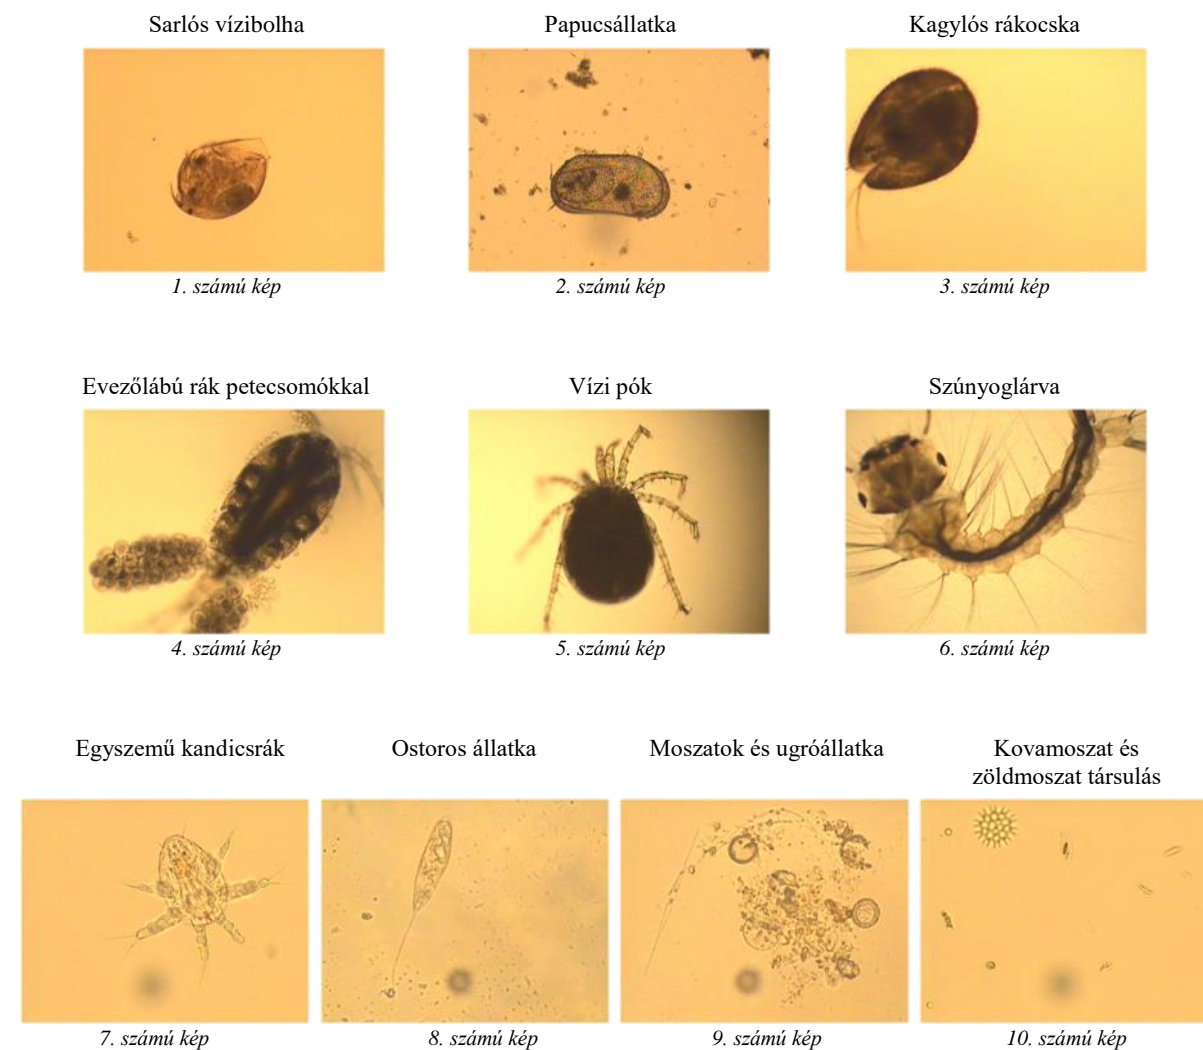 Sarlós vízibolha
Papucsállatka
Kagylós rákocska
1. számú kép
2. számú kép
3. számú kép
Evezőlábú rák petecsomókkal
Vízi pók
Szúnyoglárva
4. számú kép
5. számú kép
6. számú kép
Egyszemű kandicsrák
Ostoros állatka
Moszatok és ugróállatka
Kovamoszat és
zöldmoszat társulás
7. számú kép
8. számú kép
9. számú kép
10. számú kép